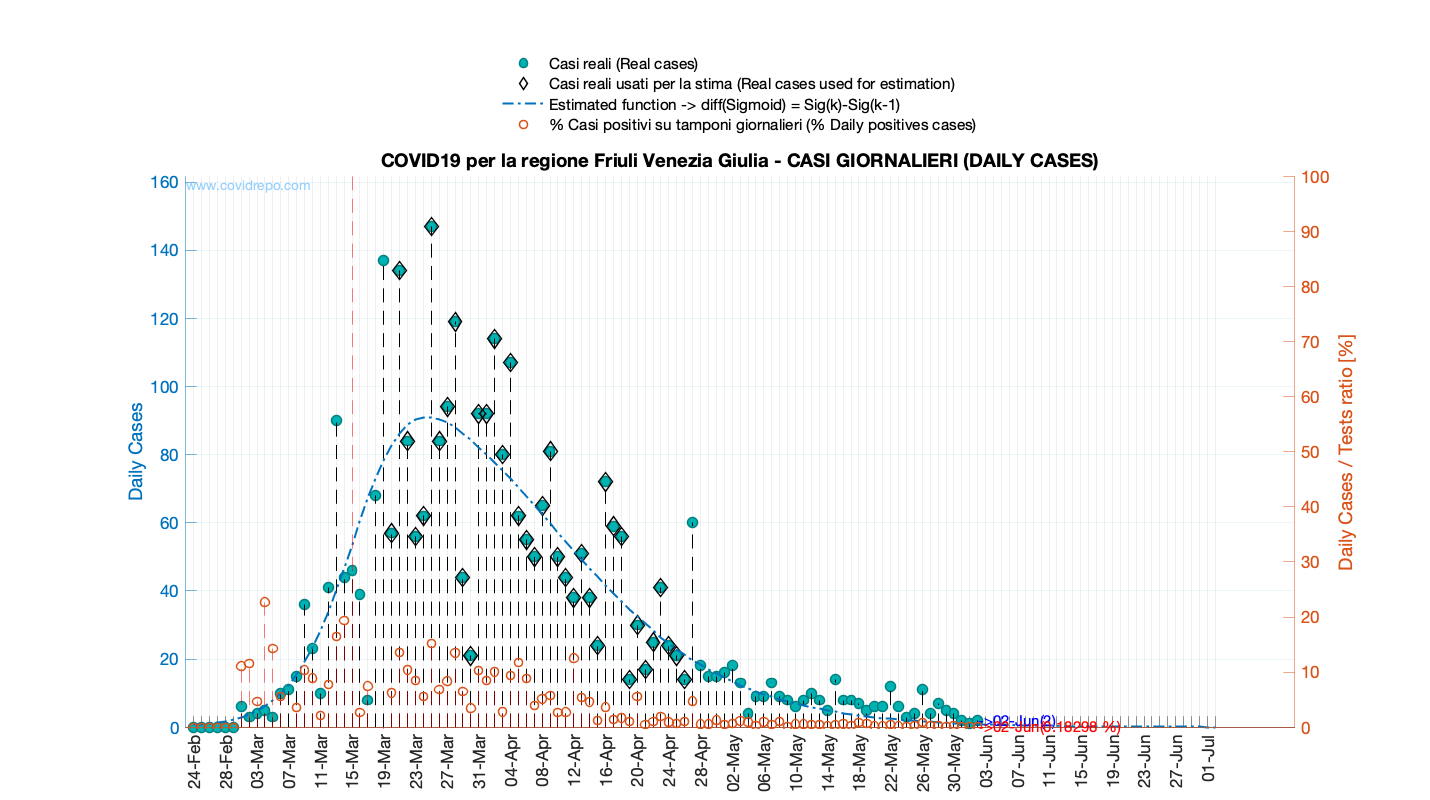 Casi reali (Real cases)
Casi reali usati per la stima (Real cases used for estimation)
Estimated function -> diff(Sigmoid) = Sig(k)-Sig(k-1)
% Casi positivi su tamponi giornalieri (% Daily positives cases)
COVID19 per la regione Friuli Venezia Giulia - CASI GIORNALIERI (DAILY CASES)
www.covidrepo.com
160
140
120
100
80
60
40
20
0
Daily Cases
100
90
80
70
60
50
40
30
20
10
0
Daily Cases / Tests ratio [%]
>02-Jun(2)
>02-Jun(0.18298 %)
24-Feb
28-Feb
03-Mar
07-Mar
11-Mar
15-Mar
19-Mar
23-Mar
27-Mar
31-Mar
04-Apr
08-Apr
12-Apr
16-Apr
20-Apr
24-Apr
28-Apr
02-May
06-May
10-May
14-May
18-May
22-May
26-May
30-May
03-Jun
07-Jun
11-Jun
15-Jun
19-Jun
23-Jun
27-Jun
01-Jul